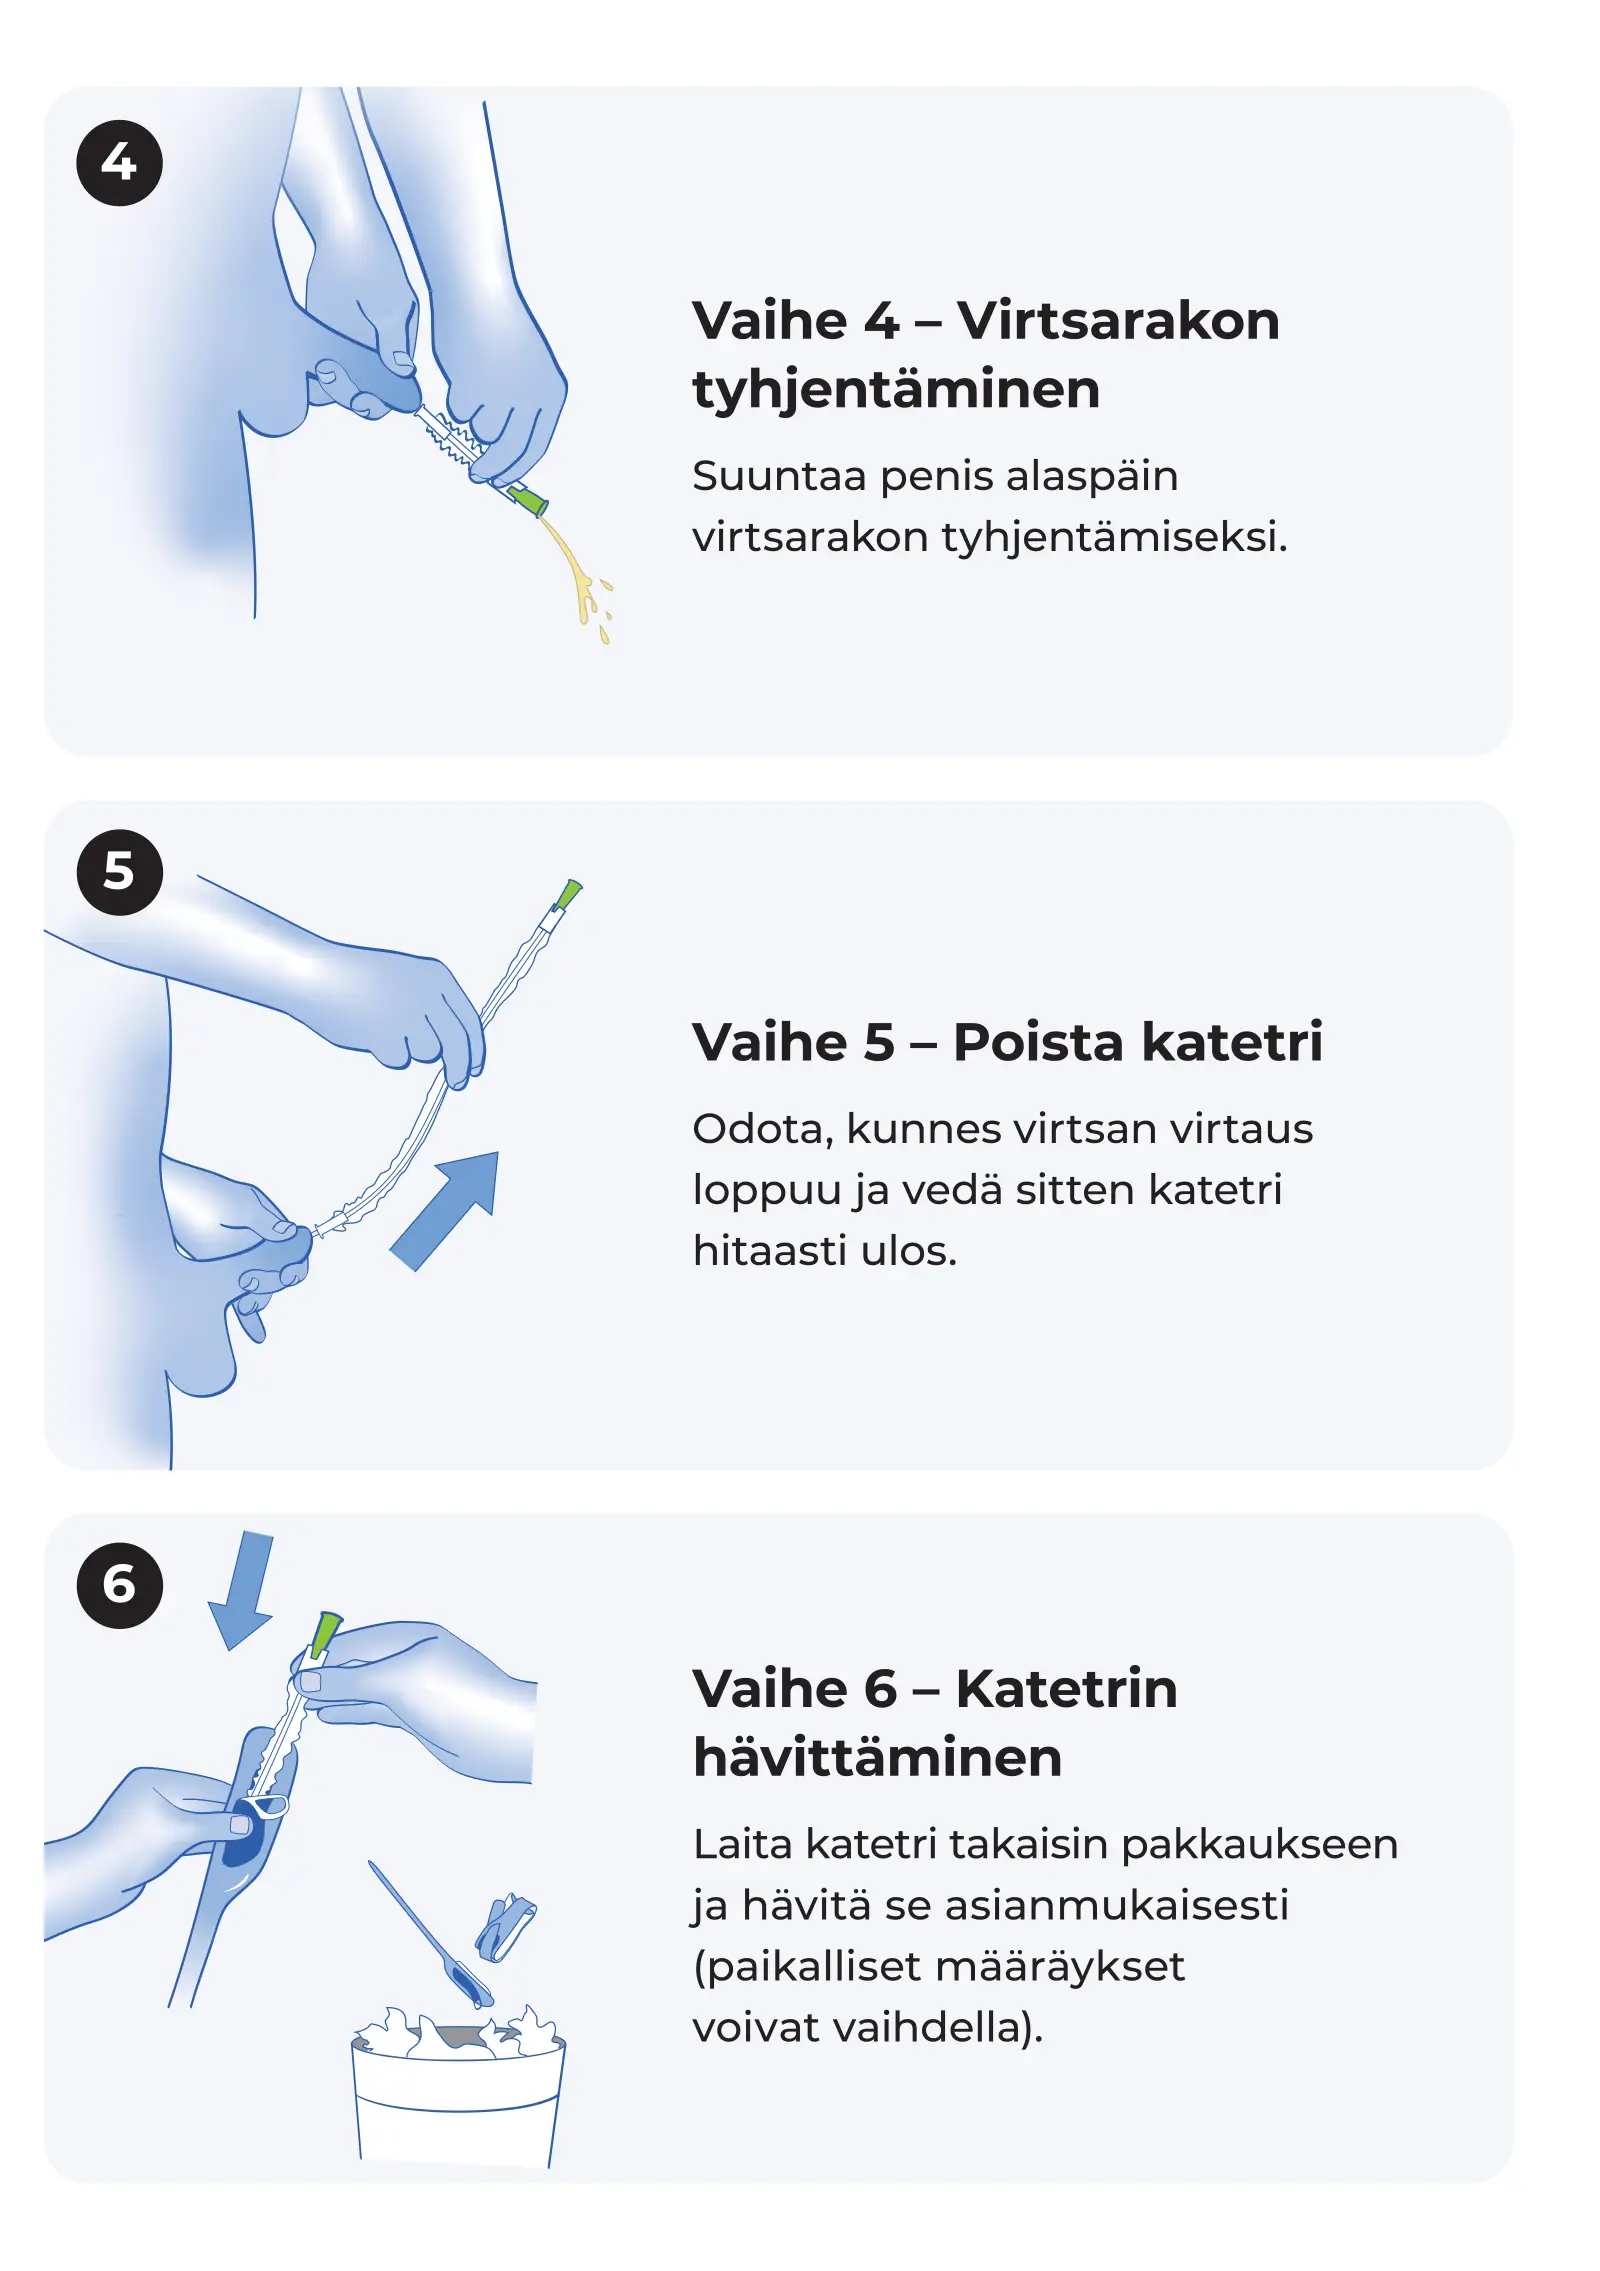 4
Vaihe 4 – Virtsarakon
tyhjentäminen
Suuntaa penis alaspäin
virtsarakon tyhjentämiseksi.
5
Vaihe 5 – Poista katetri
Odota, kunnes virtsan virtaus
loppuu ja vedä sitten katetri
hitaasti ulos.
6
Vaihe 6 – Katetrin
hävittäminen
Laita katetri takaisin pakkaukseen
ja hävitä se asianmukaisesti
(paikalliset määräykset
voivat vaihdella).